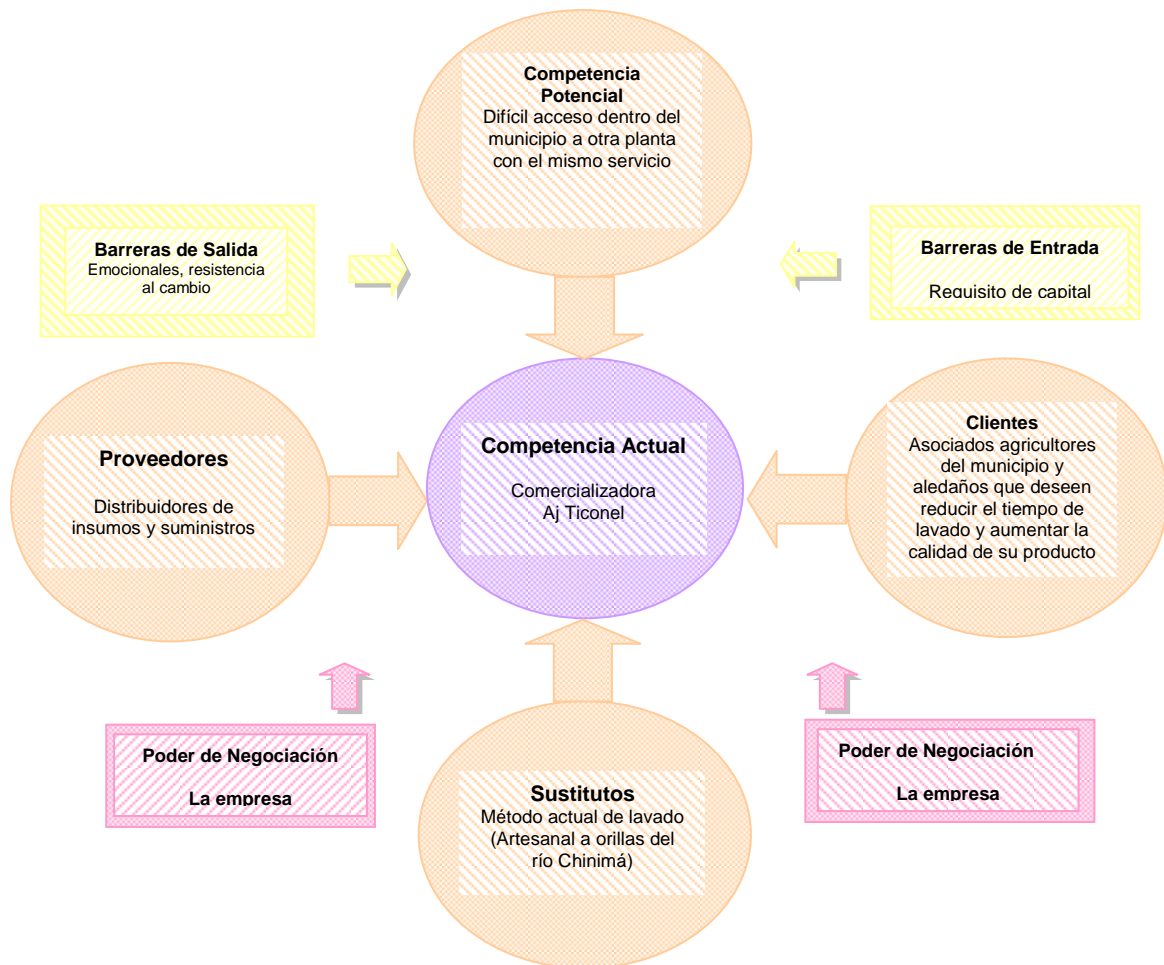 Competencia
Potencial
Difícil acceso dentro del
municipio a otra planta
con el mismo servicio
Barreras de Salida
Emocionales, resistencia
al cambio
Barreras de Entrada
Requisito de capital
Proveedores
Distribuidores de
insumos y suministros
Competencia Actual
Comercializadora
Aj Ticonel
Clientes
Asociados agricultores
del municipio y
aledaños que deseen
reducir el tiempo de
lavado y aumentar la
calidad de su producto
Poder de Negociación
La empresa
Sustitutos
Método actual de lavado
(Artesanal a orillas del
río Chinimá)
Poder de Negociación
La empresa